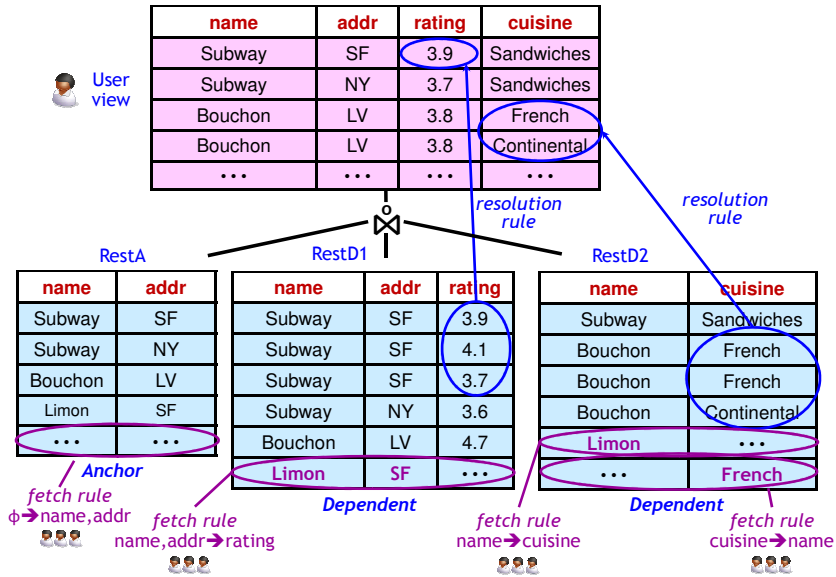 name addr rating cuisine
Subway SF 3.9 Sandwiches
Subway NY 3.7 Sandwiches
Bouchon LV 3.8 French
Bouchon LV 3.8 Continental
••• ••• ••• •••
User
view
o
resolution
rule
resolution
rule
RestA
name addr
Subway SF
Subway NY
Bouchon LV
Limon SF
••• •••
Anchor
fetch rule
ϕ➔name,addr
RestD1
name addr rating
Subway SF 3.9
Subway SF 4.1
Subway SF 3.7
Subway NY 3.6
Bouchon LV 4.7
Limon SF •••
Dependent
fetch rule
name,addr➔rating
RestD2
name cuisine
Subway Sandwiches
Bouchon French
Bouchon French
Bouchon Continental
Limon •••
••• French
Dependent
fetch rule
name➔cuisine
fetch rule
cuisine➔name